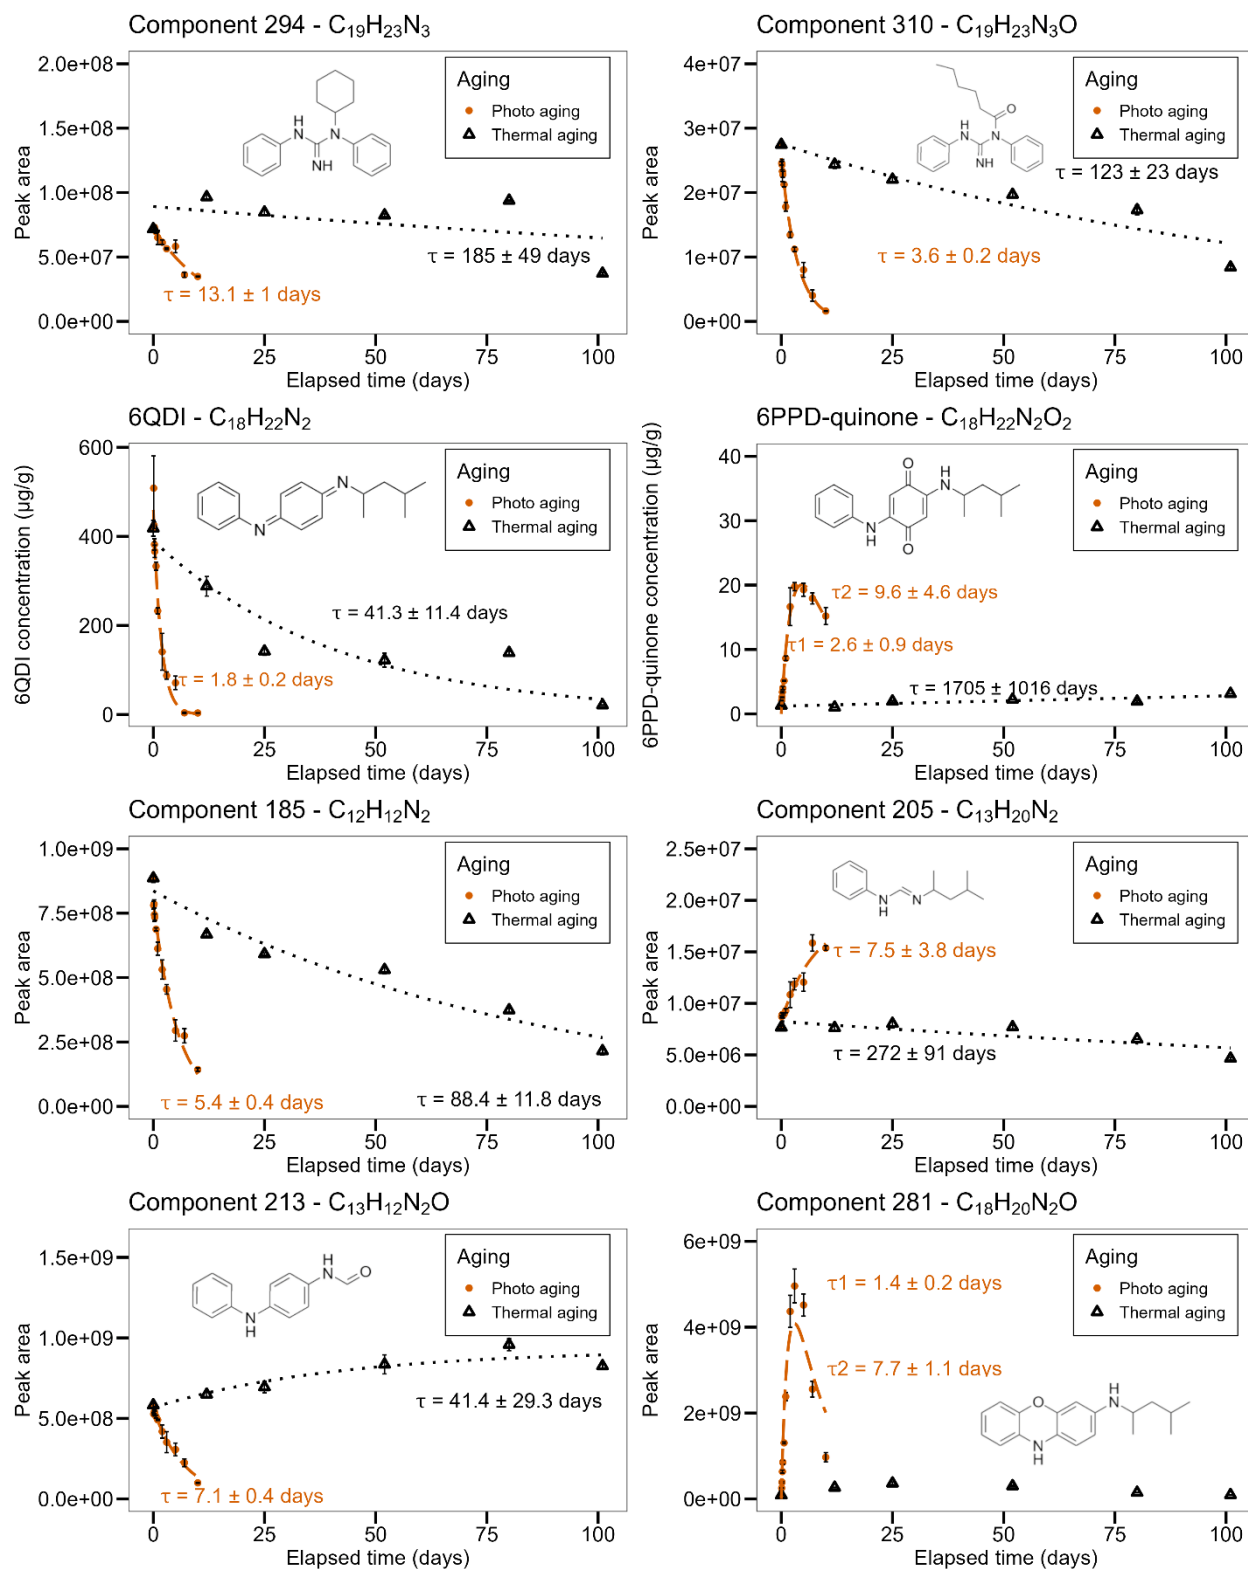 Component 294 - C₁₉H₂₃N₃
Peak area
2.0e+08
1.5e+08
1.0e+08
5.0e+07
0.0e+00
Aging
Photo aging
Thermal aging
NH
N
NH
τ = 185 ± 49 days
τ = 13.1 ± 1 days
0 25 50 75 100
Elapsed time (days)
Component 310 - C₁₉H₂₃N₃O
Peak area
4e+07
3e+07
2e+07
1e+07
0e+00
Aging
Photo aging
Thermal aging
O
NH
N
NH
τ = 123 ± 23 days
τ = 3.6 ± 0.2 days
0 25 50 75 100
Elapsed time (days)
6QDI - C₁₈H₂₂N₂
6QDI concentration (µg/g)
600
400
200
0
Aging
Photo aging
Thermal aging
N
N
τ = 41.3 ± 11.4 days
τ = 1.8 ± 0.2 days
0 25 50 75 100
Elapsed time (days)
6PPD-quinone - C₁₈H₂₂N₂O₂
6PPD-quinone concentration (µg/g)
40
30
20
10
0
Aging
Photo aging
Thermal aging
O
H
N
N
H
O
τ2 = 9.6 ± 4.6 days
τ1 = 2.6 ± 0.9 days
τ = 1705 ± 1016 days
0 25 50 75 100
Elapsed time (days)
Component 185 - C₁₂H₁₂N₂
Peak area
1.0e+09
7.5e+08
5.0e+08
2.5e+08
0.0e+00
Aging
Photo aging
Thermal aging
τ = 5.4 ± 0.4 days
τ = 88.4 ± 11.8 days
0 25 50 75 100
Elapsed time (days)
Component 205 - C₁₃H₂₀N₂
Peak area
2.5e+07
2.0e+07
1.5e+07
1.0e+07
5.0e+06
0.0e+00
Aging
Photo aging
Thermal aging
N
H
N
τ = 7.5 ± 3.8 days
τ = 272 ± 91 days
0 25 50 75 100
Elapsed time (days)
Component 213 - C₁₃H₁₂N₂O
Peak area
1.5e+09
1.0e+09
5.0e+08
0.0e+00
Aging
Photo aging
Thermal aging
H
N
O
N
H
τ = 41.4 ± 29.3 days
τ = 7.1 ± 0.4 days
0 25 50 75 100
Elapsed time (days)
Component 281 - C₁₈H₂₀N₂O
Peak area
6e+09
4e+09
2e+09
0e+00
Aging
Photo aging
Thermal aging
τ1 = 1.4 ± 0.2 days
τ2 = 7.7 ± 1.1 days
H
N
O
N
H
0 25 50 75 100
Elapsed time (days)